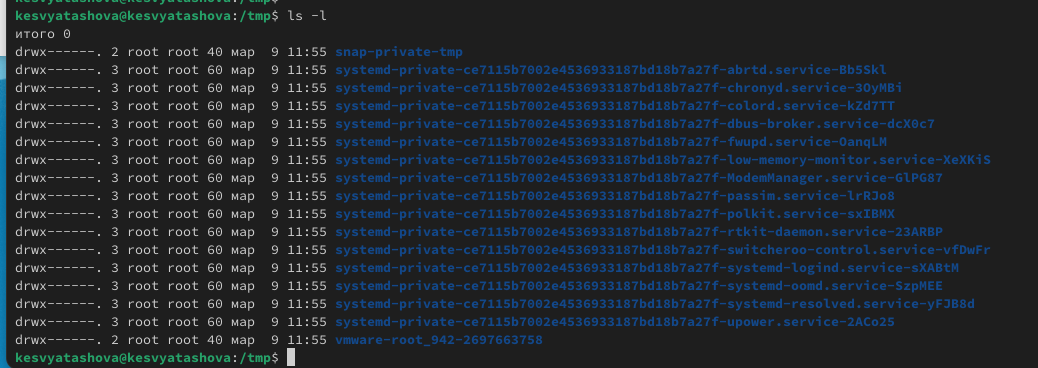 kesvyatashova@kesvyatashova:/tmp$ ls -l
итого 0
drwx------. 2 root root 40 мар  9 11:55 snap-private-tmp
drwx------. 3 root root 60 мар  9 11:55 systemd-private-ce7115b7002e4536933187bd18b7a27f-abrtd.service-Bb5Skl
drwx------. 3 root root 60 мар  9 11:55 systemd-private-ce7115b7002e4536933187bd18b7a27f-chronyd.service-3OyMBi
drwx------. 3 root root 60 мар  9 11:55 systemd-private-ce7115b7002e4536933187bd18b7a27f-colord.service-kZd7TT
drwx------. 3 root root 60 мар  9 11:55 systemd-private-ce7115b7002e4536933187bd18b7a27f-dbus-broker.service-dcX0c7
drwx------. 3 root root 60 мар  9 11:55 systemd-private-ce7115b7002e4536933187bd18b7a27f-fwupd.service-OanqLM
drwx------. 3 root root 60 мар  9 11:55 systemd-private-ce7115b7002e4536933187bd18b7a27f-low-memory-monitor.service-XeXKiS
drwx------. 3 root root 60 мар  9 11:55 systemd-private-ce7115b7002e4536933187bd18b7a27f-ModemManager.service-GlPG87
drwx------. 3 root root 60 мар  9 11:55 systemd-private-ce7115b7002e4536933187bd18b7a27f-passim.service-lrRJo8
drwx------. 3 root root 60 мар  9 11:55 systemd-private-ce7115b7002e4536933187bd18b7a27f-polkit.service-sxIBMX
drwx------. 3 root root 60 мар  9 11:55 systemd-private-ce7115b7002e4536933187bd18b7a27f-rtkit-daemon.service-23ARBP
drwx------. 3 root root 60 мар  9 11:55 systemd-private-ce7115b7002e4536933187bd18b7a27f-switcheroo-control.service-vfDwFr
drwx------. 3 root root 60 мар  9 11:55 systemd-private-ce7115b7002e4536933187bd18b7a27f-systemd-logind.service-sXABtM
drwx------. 3 root root 60 мар  9 11:55 systemd-private-ce7115b7002e4536933187bd18b7a27f-systemd-oomd.service-SzpMEE
drwx------. 3 root root 60 мар  9 11:55 systemd-private-ce7115b7002e4536933187bd18b7a27f-systemd-resolved.service-yFJB8d
drwx------. 3 root root 60 мар  9 11:55 systemd-private-ce7115b7002e4536933187bd18b7a27f-upower.service-2ACo25
drwx------. 2 root root 40 мар  9 11:55 vmware-root_942-2697663758
kesvyatashova@kesvyatashova:/tmp$